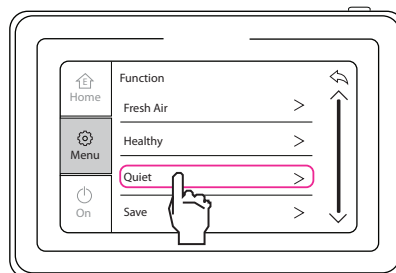 E
Home
Menu
On
Function
Fresh Air
Healthy
Quiet
Save